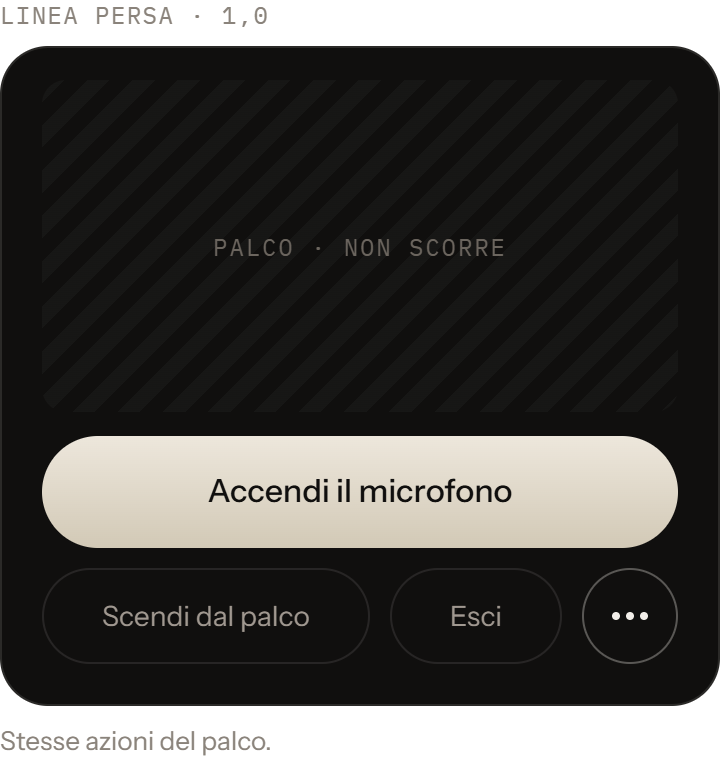 LINEA PERSA · 1,0
PALCO · NON SCORRE
Accendi il microfono
Scendi dal palco
Esci
Stesse azioni del palco.